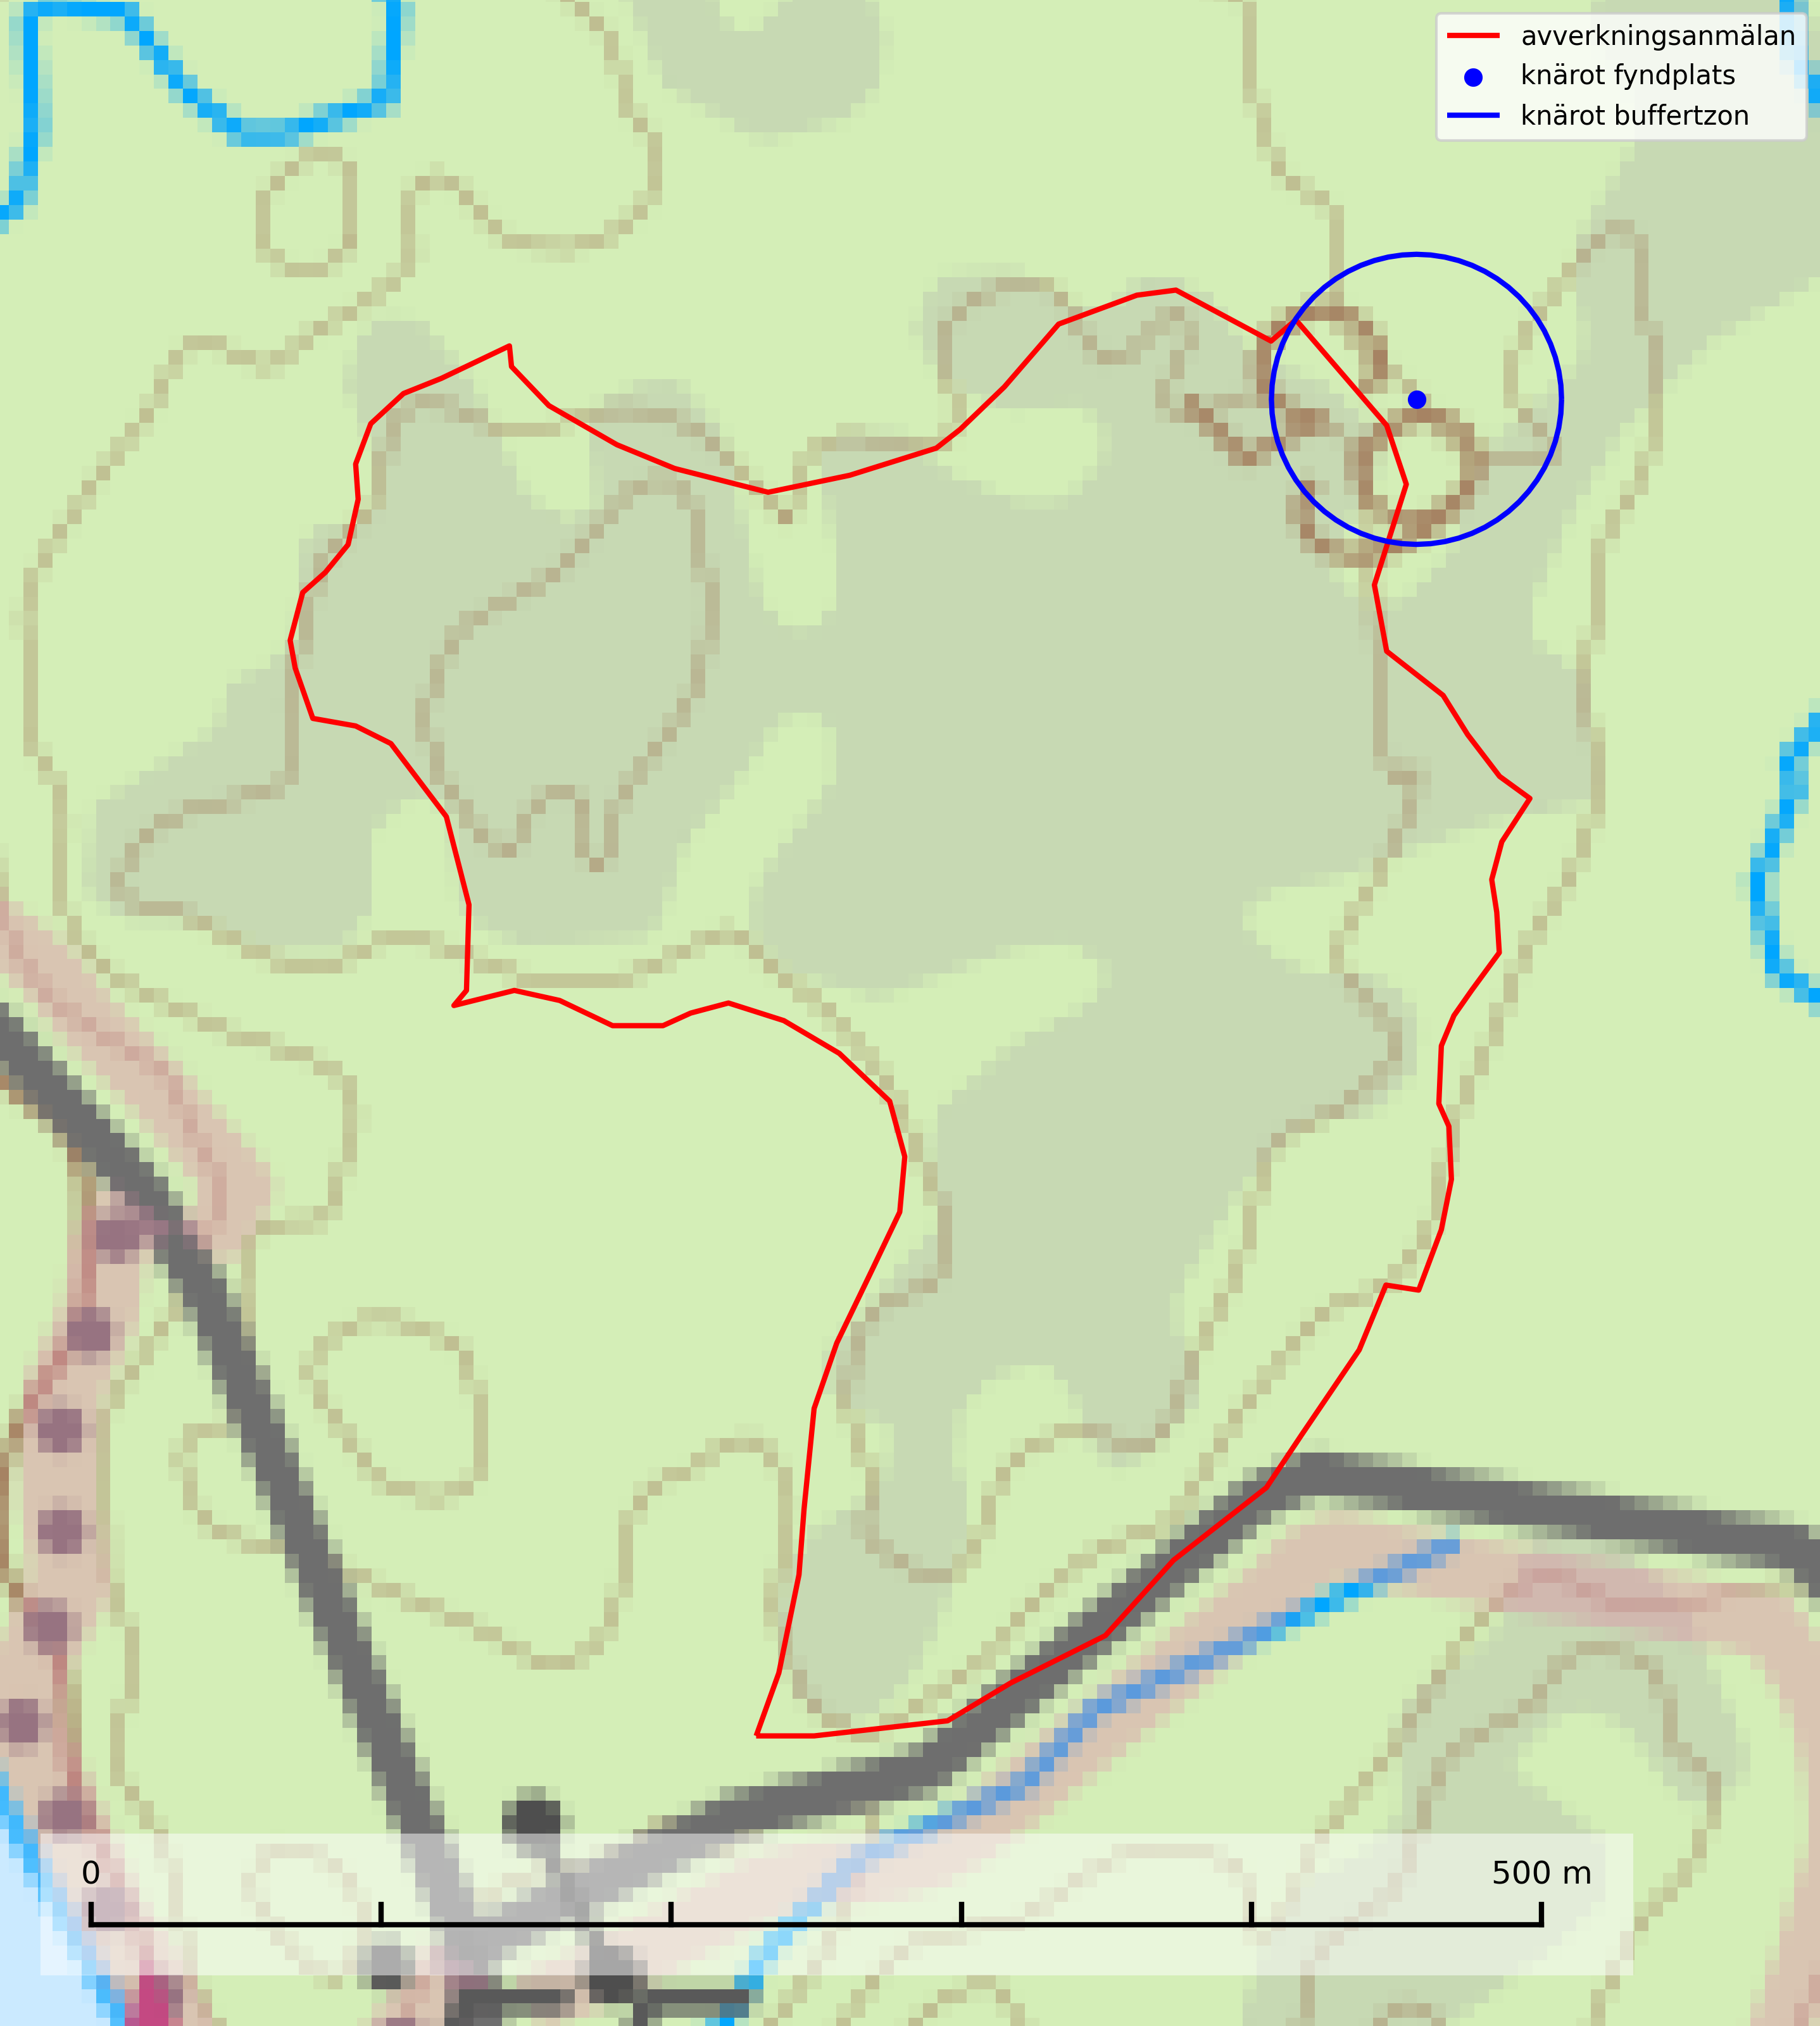 avverkningsanmälan
knärot fyndplats
knärot buffertzon
0
500 m